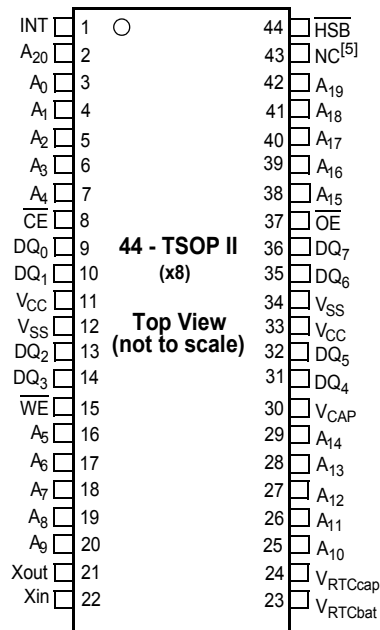 INT 1 44 HSB
A20 2 43 NC[5]
A0 3 42 A19
A1 4 41 A18
A2 5 40 A17
A3 6 39 A16
A4 7 38 A15
CE 8 37 OE
DQ0 9 44 - TSOP II 36 DQ7
DQ1 10 (x8) 35 DQ6
VCC 11 34 VSS
VSS 12 Top View 33 VCC
DQ2 13 (not to scale) 32 DQ5
DQ3 14 31 DQ4
WE 15 30 VCAP
A5 16 29 A14
A6 17 28 A13
A7 18 27 A12
A8 19 26 A11
A9 20 25 A10
Xout 21 24 VRTCcap
Xin 22 23 VRTCbat